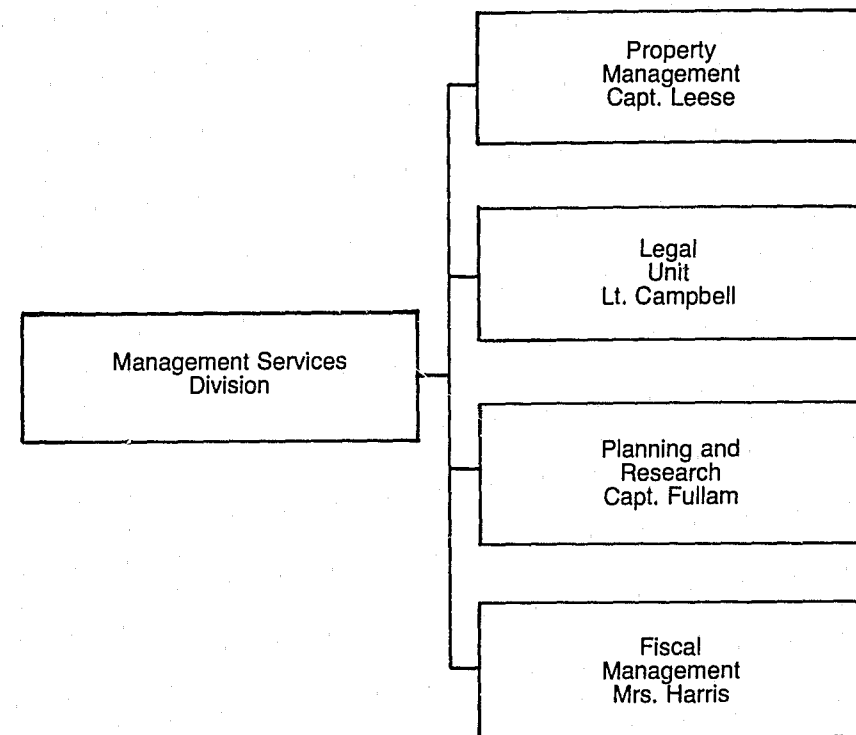 Property
Management
Capt. Leese
Legal
Unit
Lt. Campbell
Management Services
Division
Planning and
Research
Capt. Fullam
Fiscal
Management
Mrs. Harris